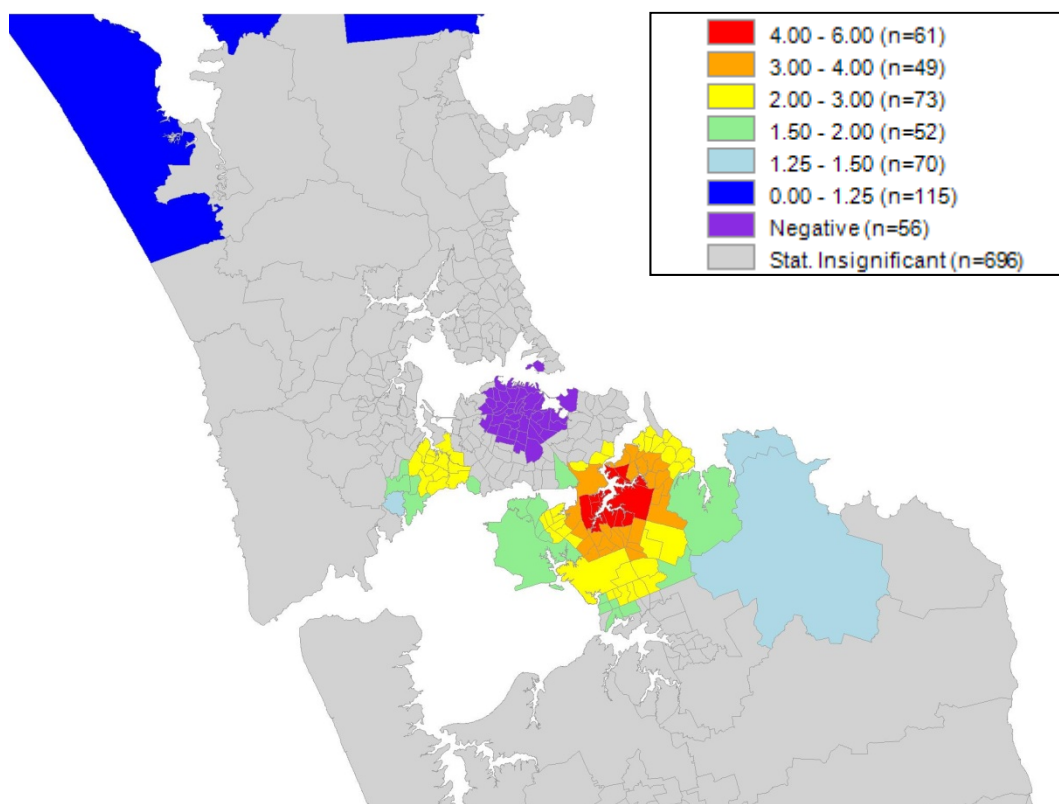 4.00 - 6.00 (n=61)
3.00 - 4.00 (n=49)
2.00 - 3.00 (n=73)
1.50 - 2.00 (n=52)
1.25 - 1.50 (n=70)
0.00 - 1.25 (n=115)
Negative (n=56)
Stat. Insignificant (n=696)